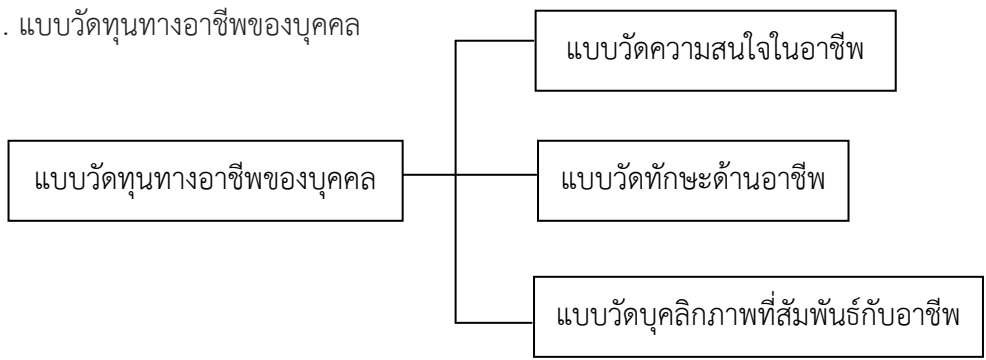 . แบบวัดทุนทางอาชีพของบุคคล
แบบวัดความสนใจในอาชีพ
แบบวัดทุนทางอาชีพของบุคคล
แบบวัดทักษะด้านอาชีพ
แบบวัดบุคลิกภาพที่สัมพันธ์กับอาชีพ